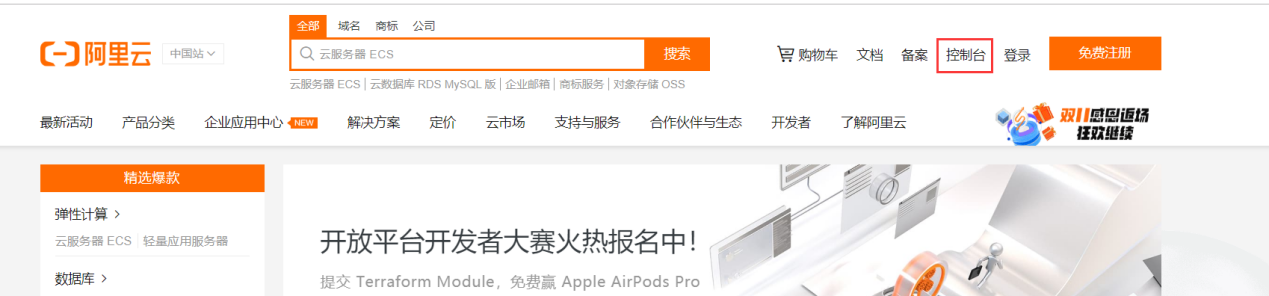 全部 域名 商标 公司
阿里云 中国站 云服务器 ECS 搜索 购物车 文档 备案 控制台 登录 免费注册
云服务器 ECS | 云数据库 RDS MySQL 版 | 企业邮箱 | 商标服务 | 对象存储 OSS
最新活动 产品分类 企业应用中心 NEW 解决方案 定价 云市场 支持与服务 合作伙伴与生态 开发者 了解阿里云
双11感恩返场
狂欢继续
精选爆款
弹性计算 >
云服务器 ECS 轻量应用服务器
数据库 >
开放平台开发者大赛火热报名中!
提交 Terraform Module, 免费赢 Apple AirPods Pro